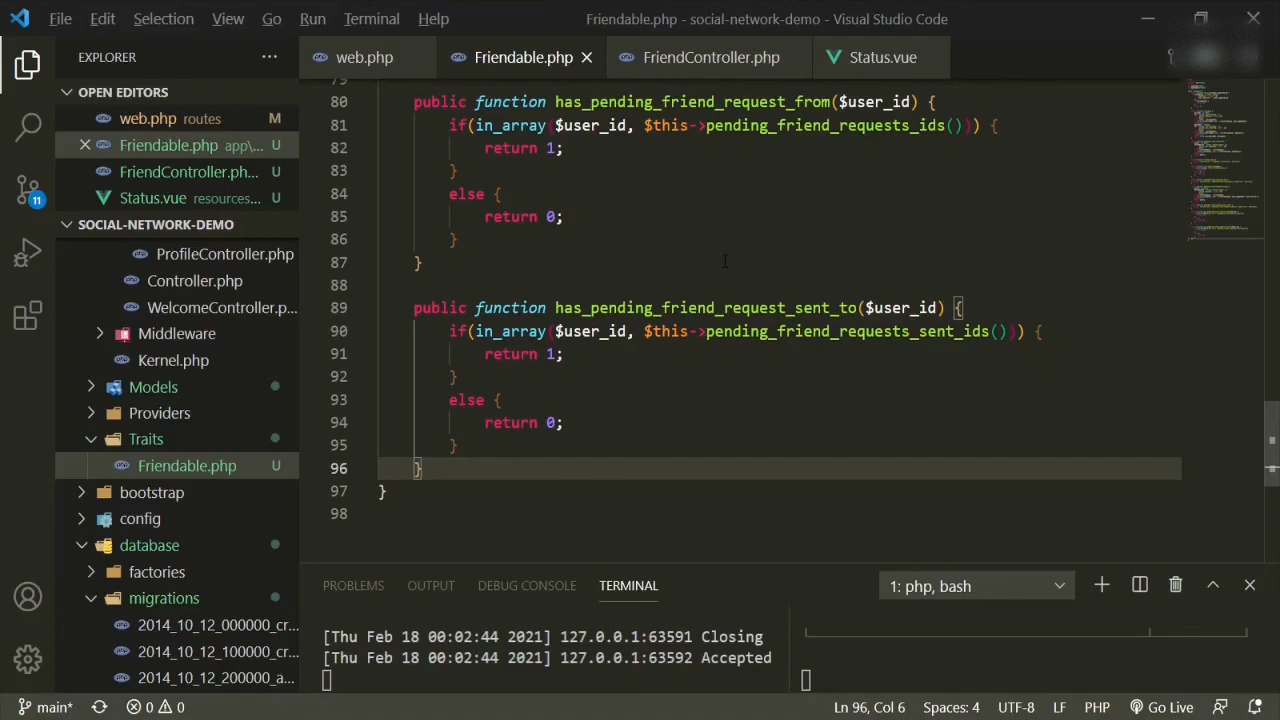 File Edit Selection View Go Run Terminal Help
Friendable.php - social-network-demo - Visual Studio Code
EXPLORER
web.php
Friendable.php
FriendController.php
Status.vue
OPEN EDITORS
web.php routes M
Friendable.php app\... U
FriendController.ph... U
Status.vue resources... U
11
SOCIAL-NETWORK-DEMO
ProfileController.php
Controller.php
WelcomeController.p...
Middleware
Kernel.php
Models
Providers
Traits
Friendable.php U
bootstrap
config
database
factories
migrations
2014_10_12_000000_cr...
2014_10_12_100000_cr...
2014_10_12_200000_a...
79
80 public function has_pending_friend_request_from($user_id) {
81 if(in_array($user_id, $this->pending_friend_requests_ids())) {
82 return 1;
83 }
84 else {
85 return 0;
86 }
87 }
88
89 public function has_pending_friend_request_sent_to($user_id) {
90 if(in_array($user_id, $this->pending_friend_requests_sent_ids())) {
91 return 1;
92 }
93 else {
94 return 0;
95 }
96 }
97 }
98
PROBLEMS OUTPUT DEBUG CONSOLE TERMINAL
1: php, bash
[Thu Feb 18 00:02:44 2021] 127.0.0.1:63591 Closing
[Thu Feb 18 00:02:44 2021] 127.0.0.1:63592 Accepted
main* 0 0 Ln 96, Col 6 Spaces: 4 UTF-8 LF PHP Go Live